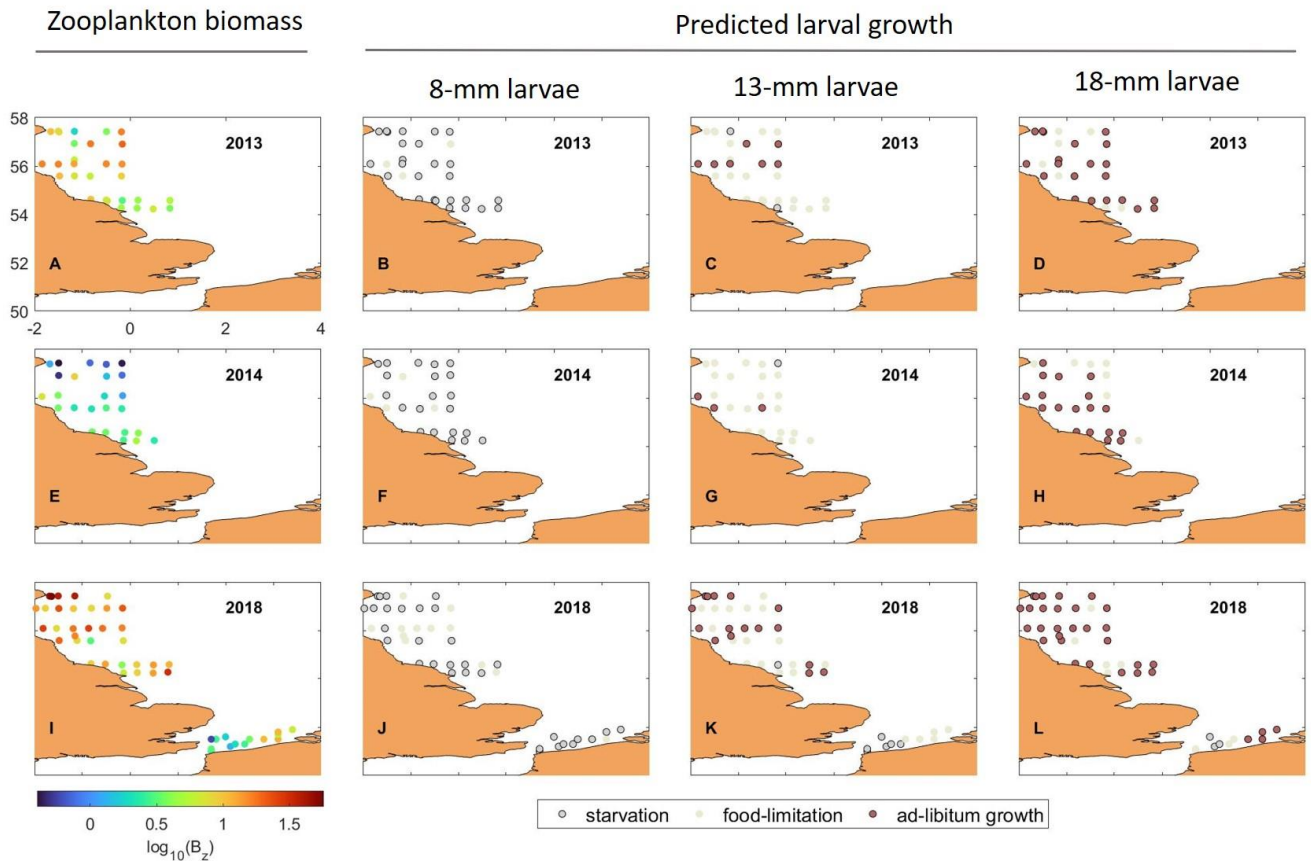 Zooplankton biomass
Predicted larval growth
8-mm larvae
13-mm larvae
18-mm larvae
58
56
54
52
50
-2
0
2
4
2013
A
2013
B
2013
C
2013
D
2014
E
2014
F
2014
G
2014
H
2018
I
2018
J
2018
K
2018
L
0
0.5
1
1.5
log10(B_z)
starvation
food-limitation
ad-libitum growth